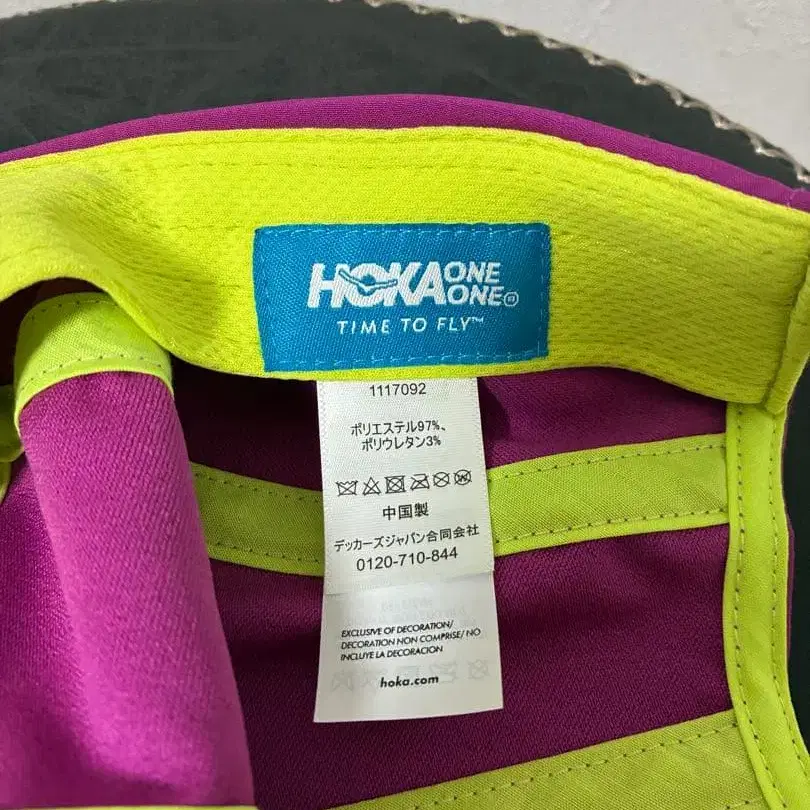 HOKA ONE ONE®
TIME TO FLY™
1117092
ポリエステル97%、
ポリウレタン3%
中国製
デッカーズジャパン合同会社
0120-710-844
EXCLUSIVE OF DECORATION/
DECORATION NON COMPRISE/ NO
INCLUYE LA DECORACION
hoka.com